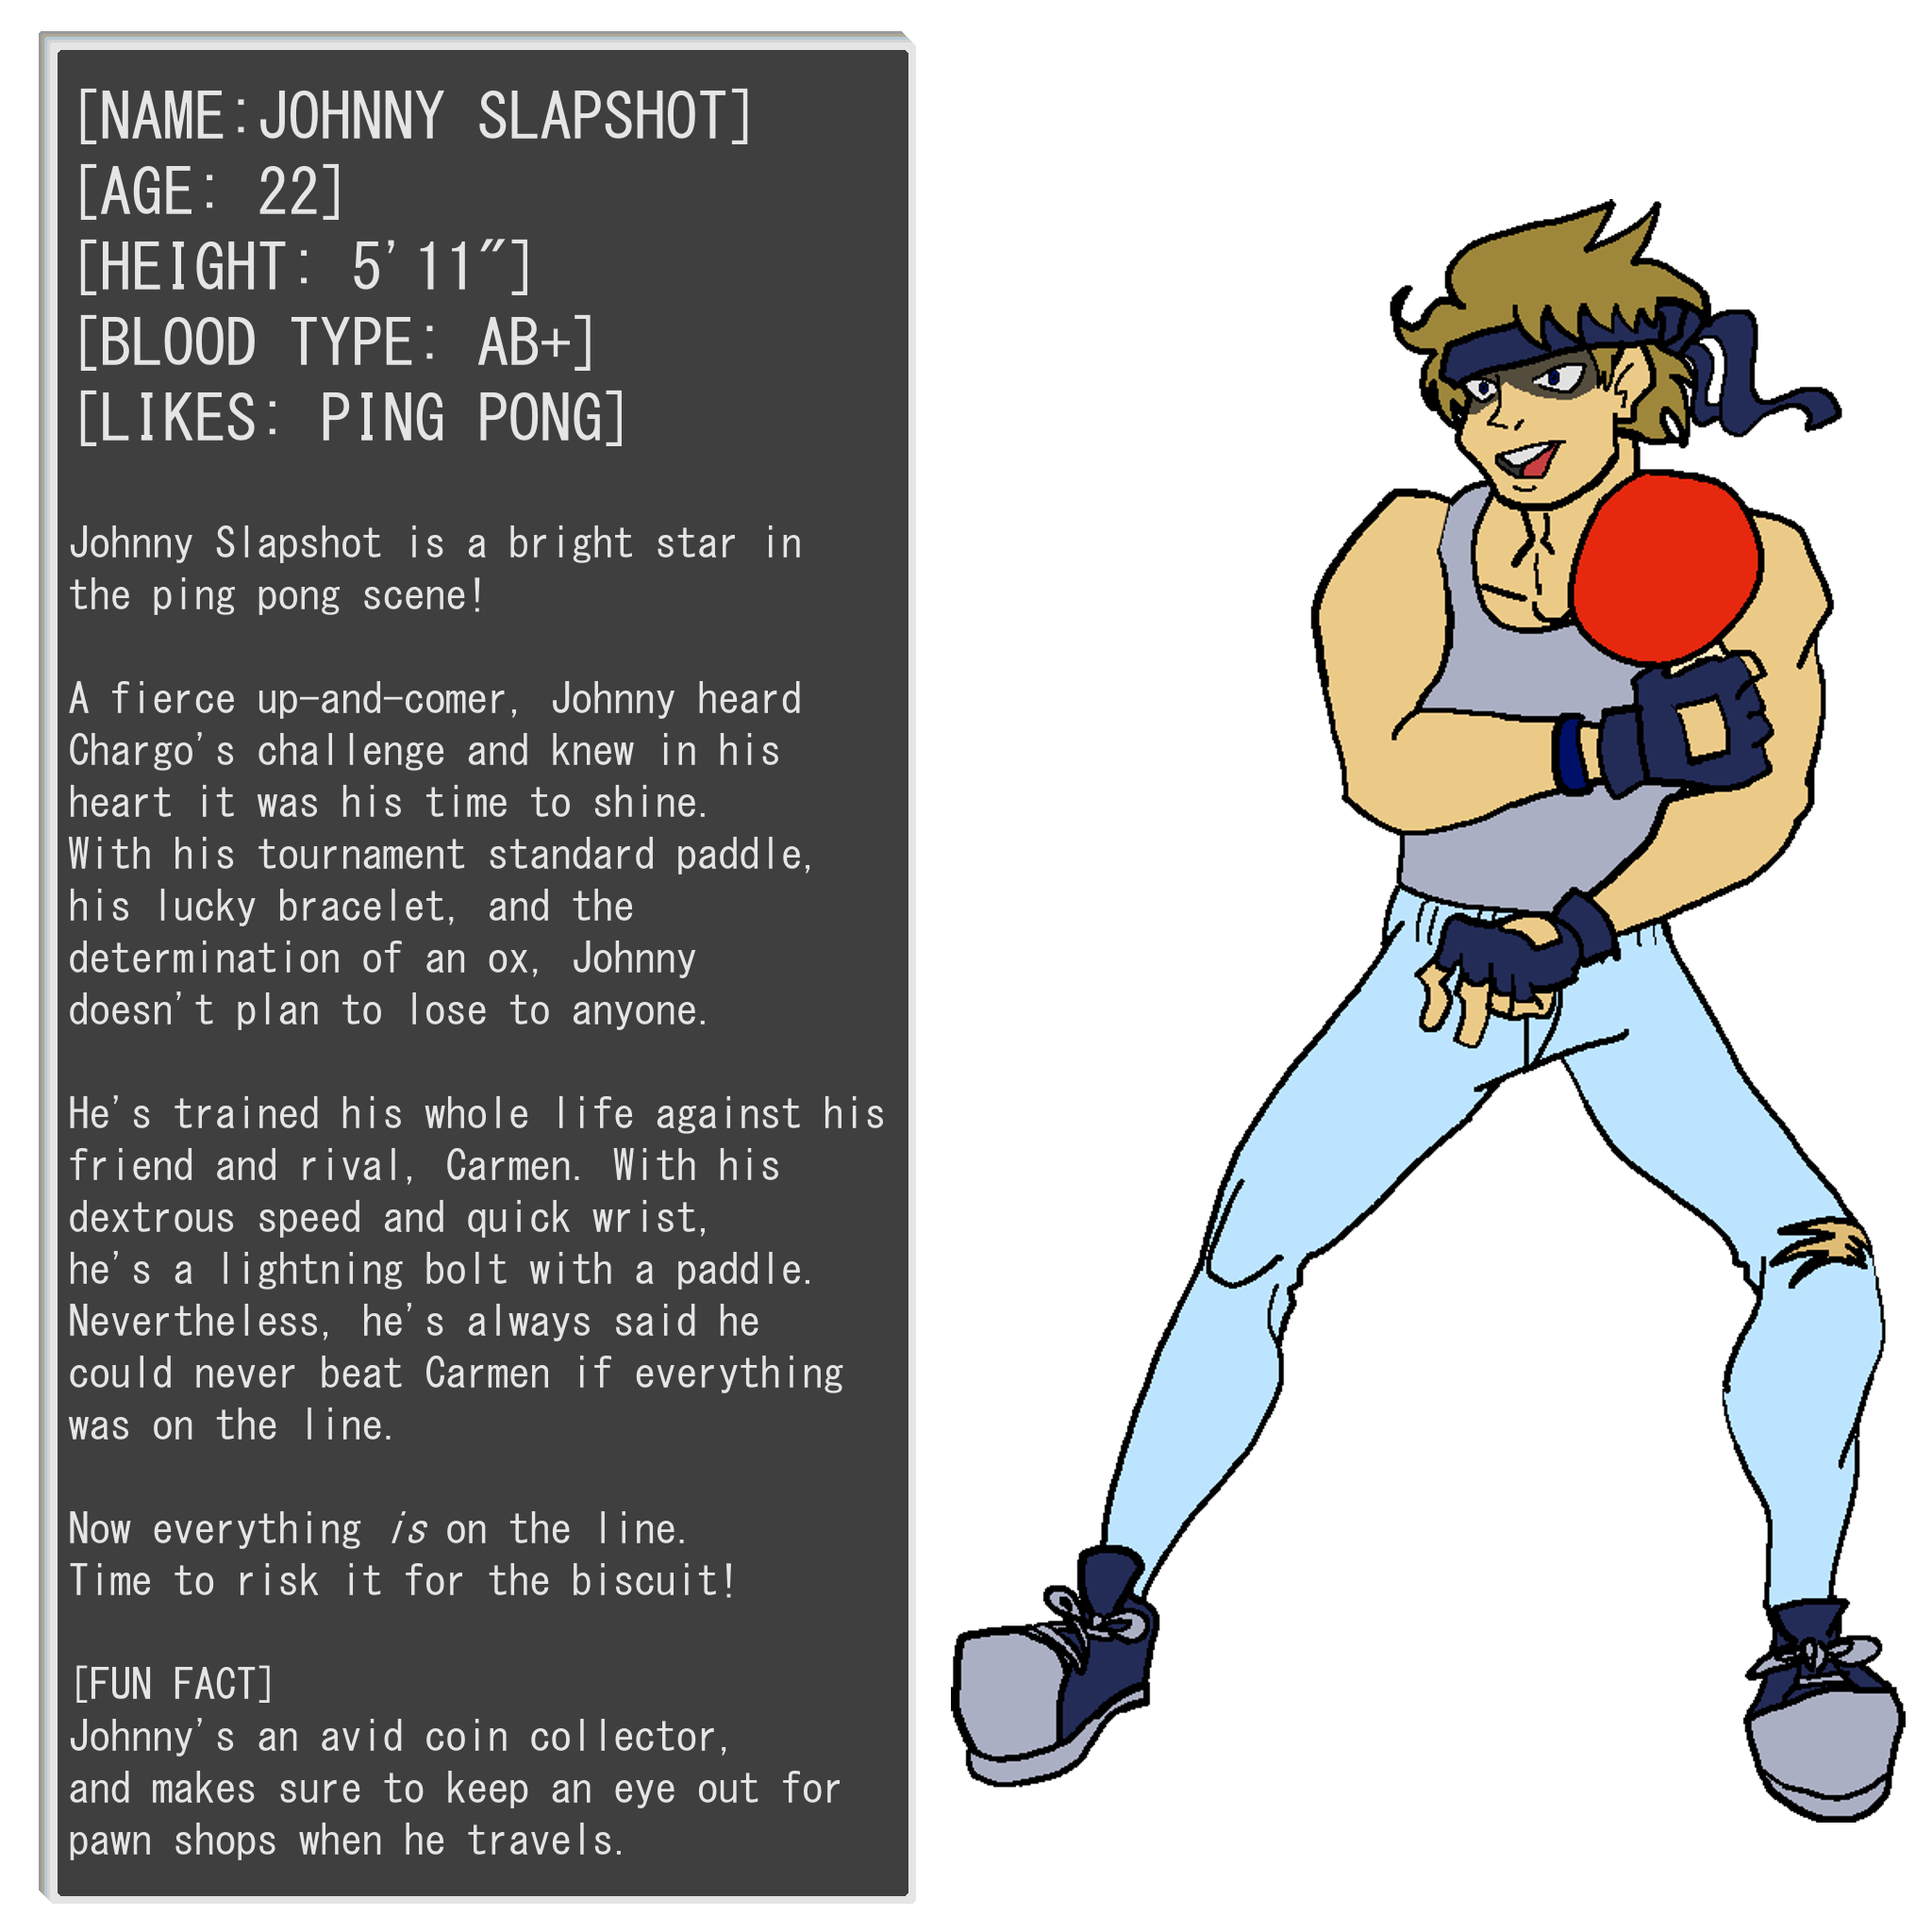 [NAME:JOHNNY SLAPSHOT]
[AGE: 22]
[HEIGHT: 5'11"]
[BLOOD TYPE: AB+]
[LIKES: PING PONG]
Johnny Slapshot is a bright star in
the ping pong scene!
A fierce up-and-comer, Johnny heard
Chargo's challenge and knew in his
heart it was his time to shine.
With his tournament standard paddle,
his lucky bracelet, and the
determination of an ox, Johnny
doesn't plan to lose to anyone.
He's trained his whole life against his
friend and rival, Carmen. With his
dextrous speed and quick wrist,
he's a lightning bolt with a paddle.
Nevertheless, he's always said he
could never beat Carmen if everything
was on the line.
Now everything is on the line.
Time to risk it for the biscuit!
[FUN FACT]
Johnny's an avid coin collector,
and makes sure to keep an eye out for
pawn shops when he travels.